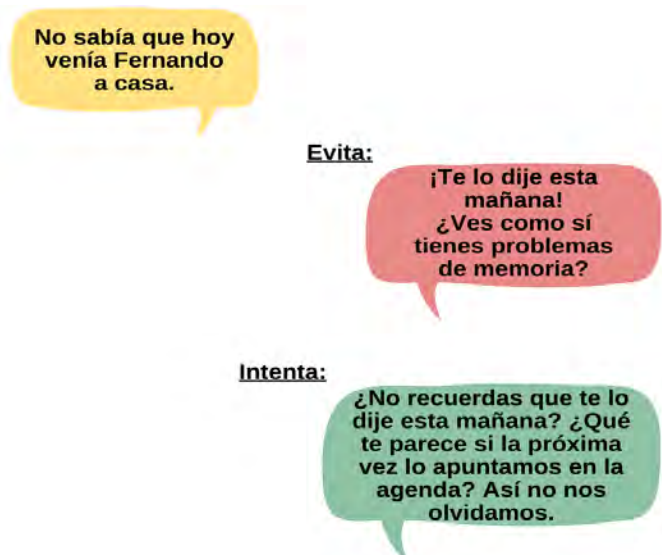 No sabía que hoy
venía Fernando
a casa.
Evita:
¡Te lo dije esta
mañana!
¿Ves como sí
tienes problemas
de memoria?
Intenta:
¿No recuerdas que te lo
dije esta mañana? ¿Qué
te parece si la próxima
vez lo apuntamos en la
agenda? Así no nos
olvidamos.